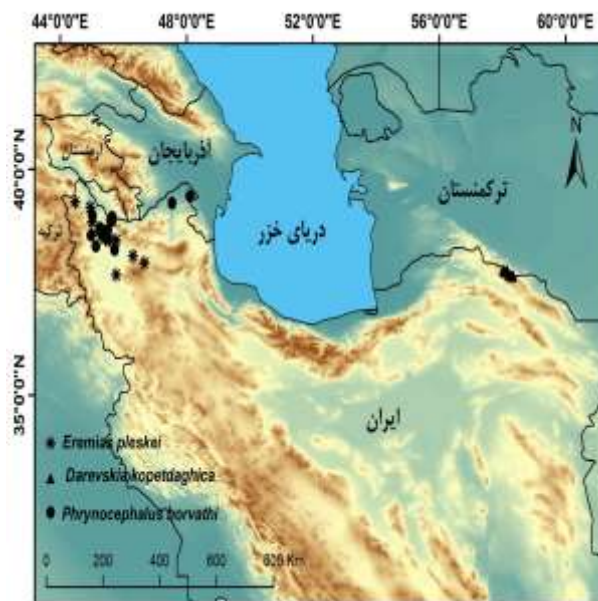 44°0'0"E 48°0'0"E 52°0'0"E 56°0'0"E 60°0'0"E
40°0'0"N
35°0'0"N
N
ارمنستان
آذربایجان
ترکمنستان
ترکیه
دریای خزر
ایران
Eremias pleskei
Darevskia kopetdaghica
Phrynocephalus horvathi
0 200 400 600 800 Km